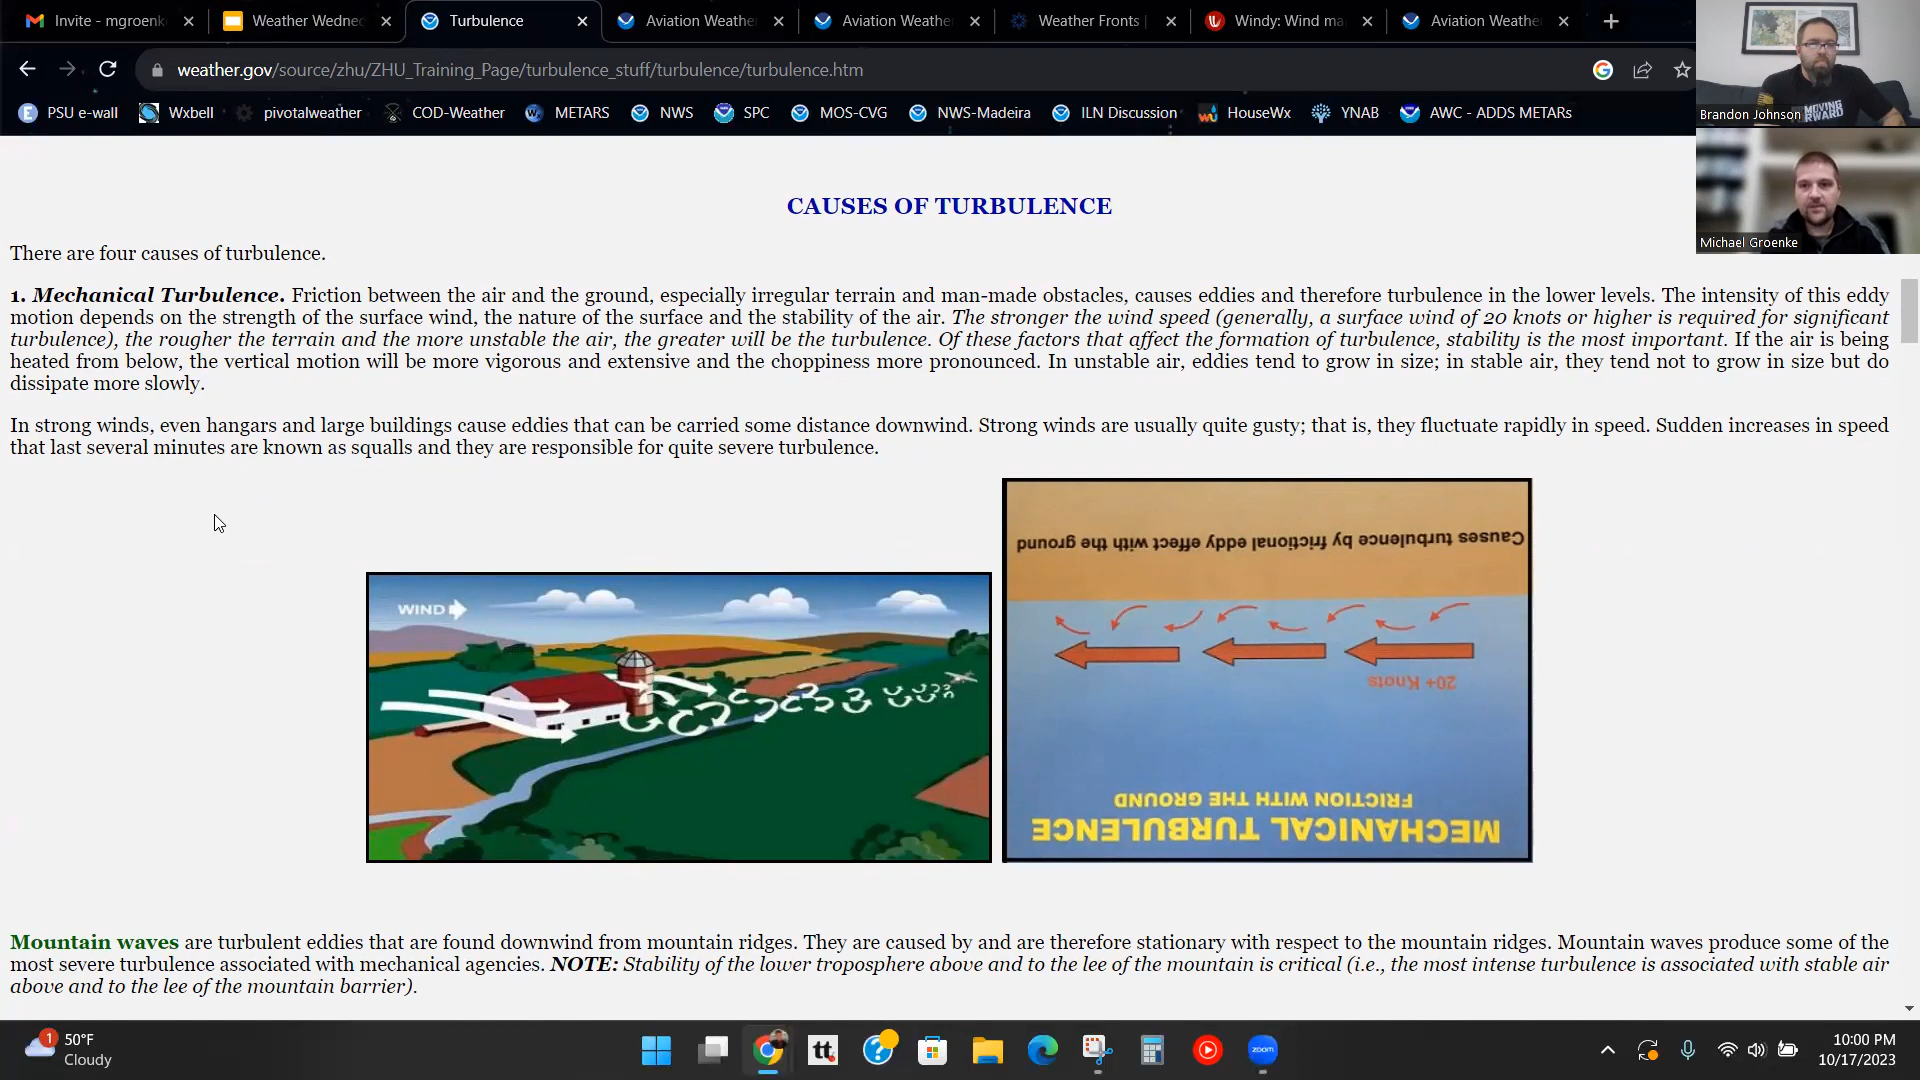 Invite - mgroenk
Weather Wedne
Turbulence
Aviation Weathe
Aviation Weathe
Weather Fronts
Windy: Wind ma
Aviation Weathe
weather.gov/source/zhu/ZHU_Training_Page/turbulence_stuff/turbulence/turbulence.htm
PSU e-wall
Wxbell
pivotalweather
COD-Weather
METARS
NWS
SPC
MOS-CVG
NWS-Madeira
ILN Discussion
HouseWx
YNAB
AWC - ADDS METARs
MOVING
Brandon Johnson
Michael Groenke
CAUSES OF TURBULENCE
There are four causes of turbulence.
1. Mechanical Turbulence. Friction between the air and the ground, especially irregular terrain and man-made obstacles, causes eddies and therefore turbulence in the lower levels. The intensity of this eddy
motion depends on the strength of the surface wind, the nature of the surface and the stability of the air. The stronger the wind speed (generally, a surface wind of 20 knots or higher is required for significant
turbulence), the rougher the terrain and the more unstable the air, the greater will be the turbulence. Of these factors that affect the formation of turbulence, stability is the most important. If the air is being
heated from below, the vertical motion will be more vigorous and extensive and the choppiness more pronounced. In unstable air, eddies tend to grow in size; in stable air, they tend not to grow in size but do
dissipate more slowly.
In strong winds, even hangars and large buildings cause eddies that can be carried some distance downwind. Strong winds are usually quite gusty; that is, they fluctuate rapidly in speed. Sudden increases in speed
that last several minutes are known as squalls and they are responsible for quite severe turbulence.
WIND
MECHANICAL TURBULENCE
FRICTION WITH THE GROUND
20+ Knots
Causes turbulence by frictional eddy effect with the ground
Mountain waves are turbulent eddies that are found downwind from mountain ridges. They are caused by and are therefore stationary with respect to the mountain ridges. Mountain waves produce some of the
most severe turbulence associated with mechanical agencies. NOTE: Stability of the lower troposphere above and to the lee of the mountain is critical (i.e., the most intense turbulence is associated with stable air
above and to the lee of the mountain barrier).
1
50°F
Cloudy
tt
zoom
10:00 PM
10/17/2023